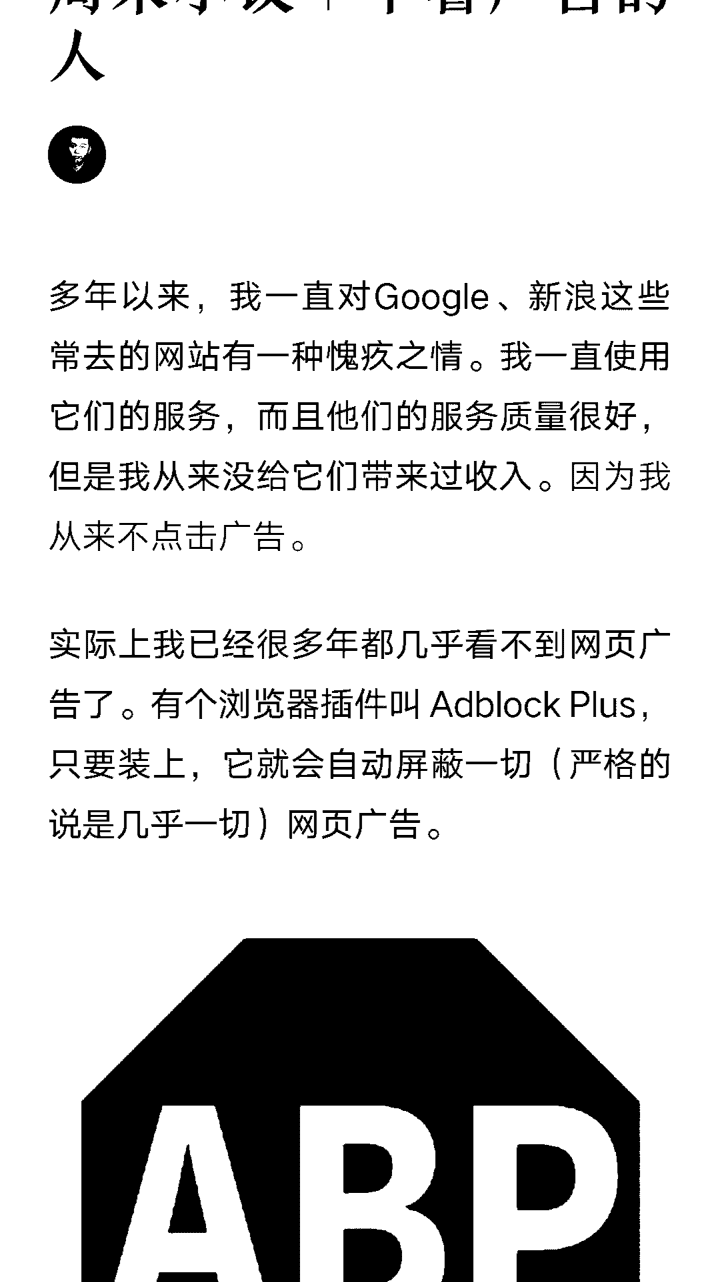 人
多年以来，我一直对Google、新浪这些
常去的网站有一种愧疚之情。我一直使用
它们的服务，而且他们的服务质量很好，
但是我从来没给它们带来过收入。因为我
从来不点击广告。
实际上我已经很多年都几乎看不到网页广
告了。有个浏览器插件叫 Adblock Plus，
只要装上，它就会自动屏蔽一切（严格的
说是几乎一切）网页广告。
ABP